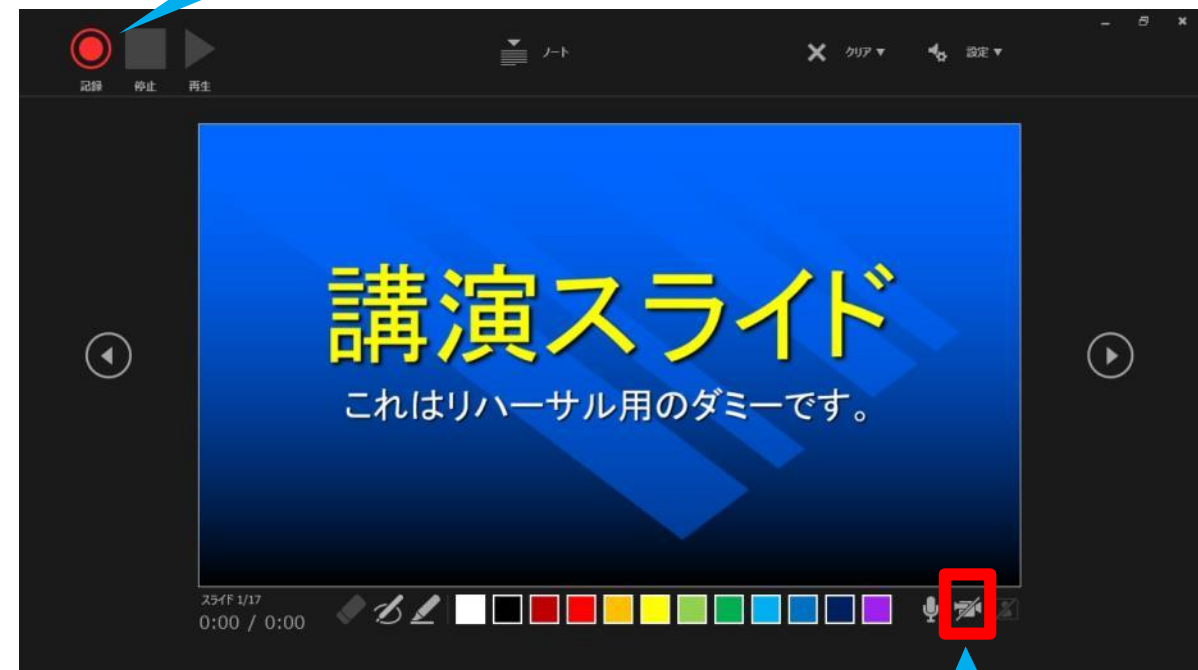 記録 停止 再生
ノート
クリア ▼
設定 ▼
講演スライド
これはリハーサル用のダミーです。
スライド 1/17
0:00 / 0:00